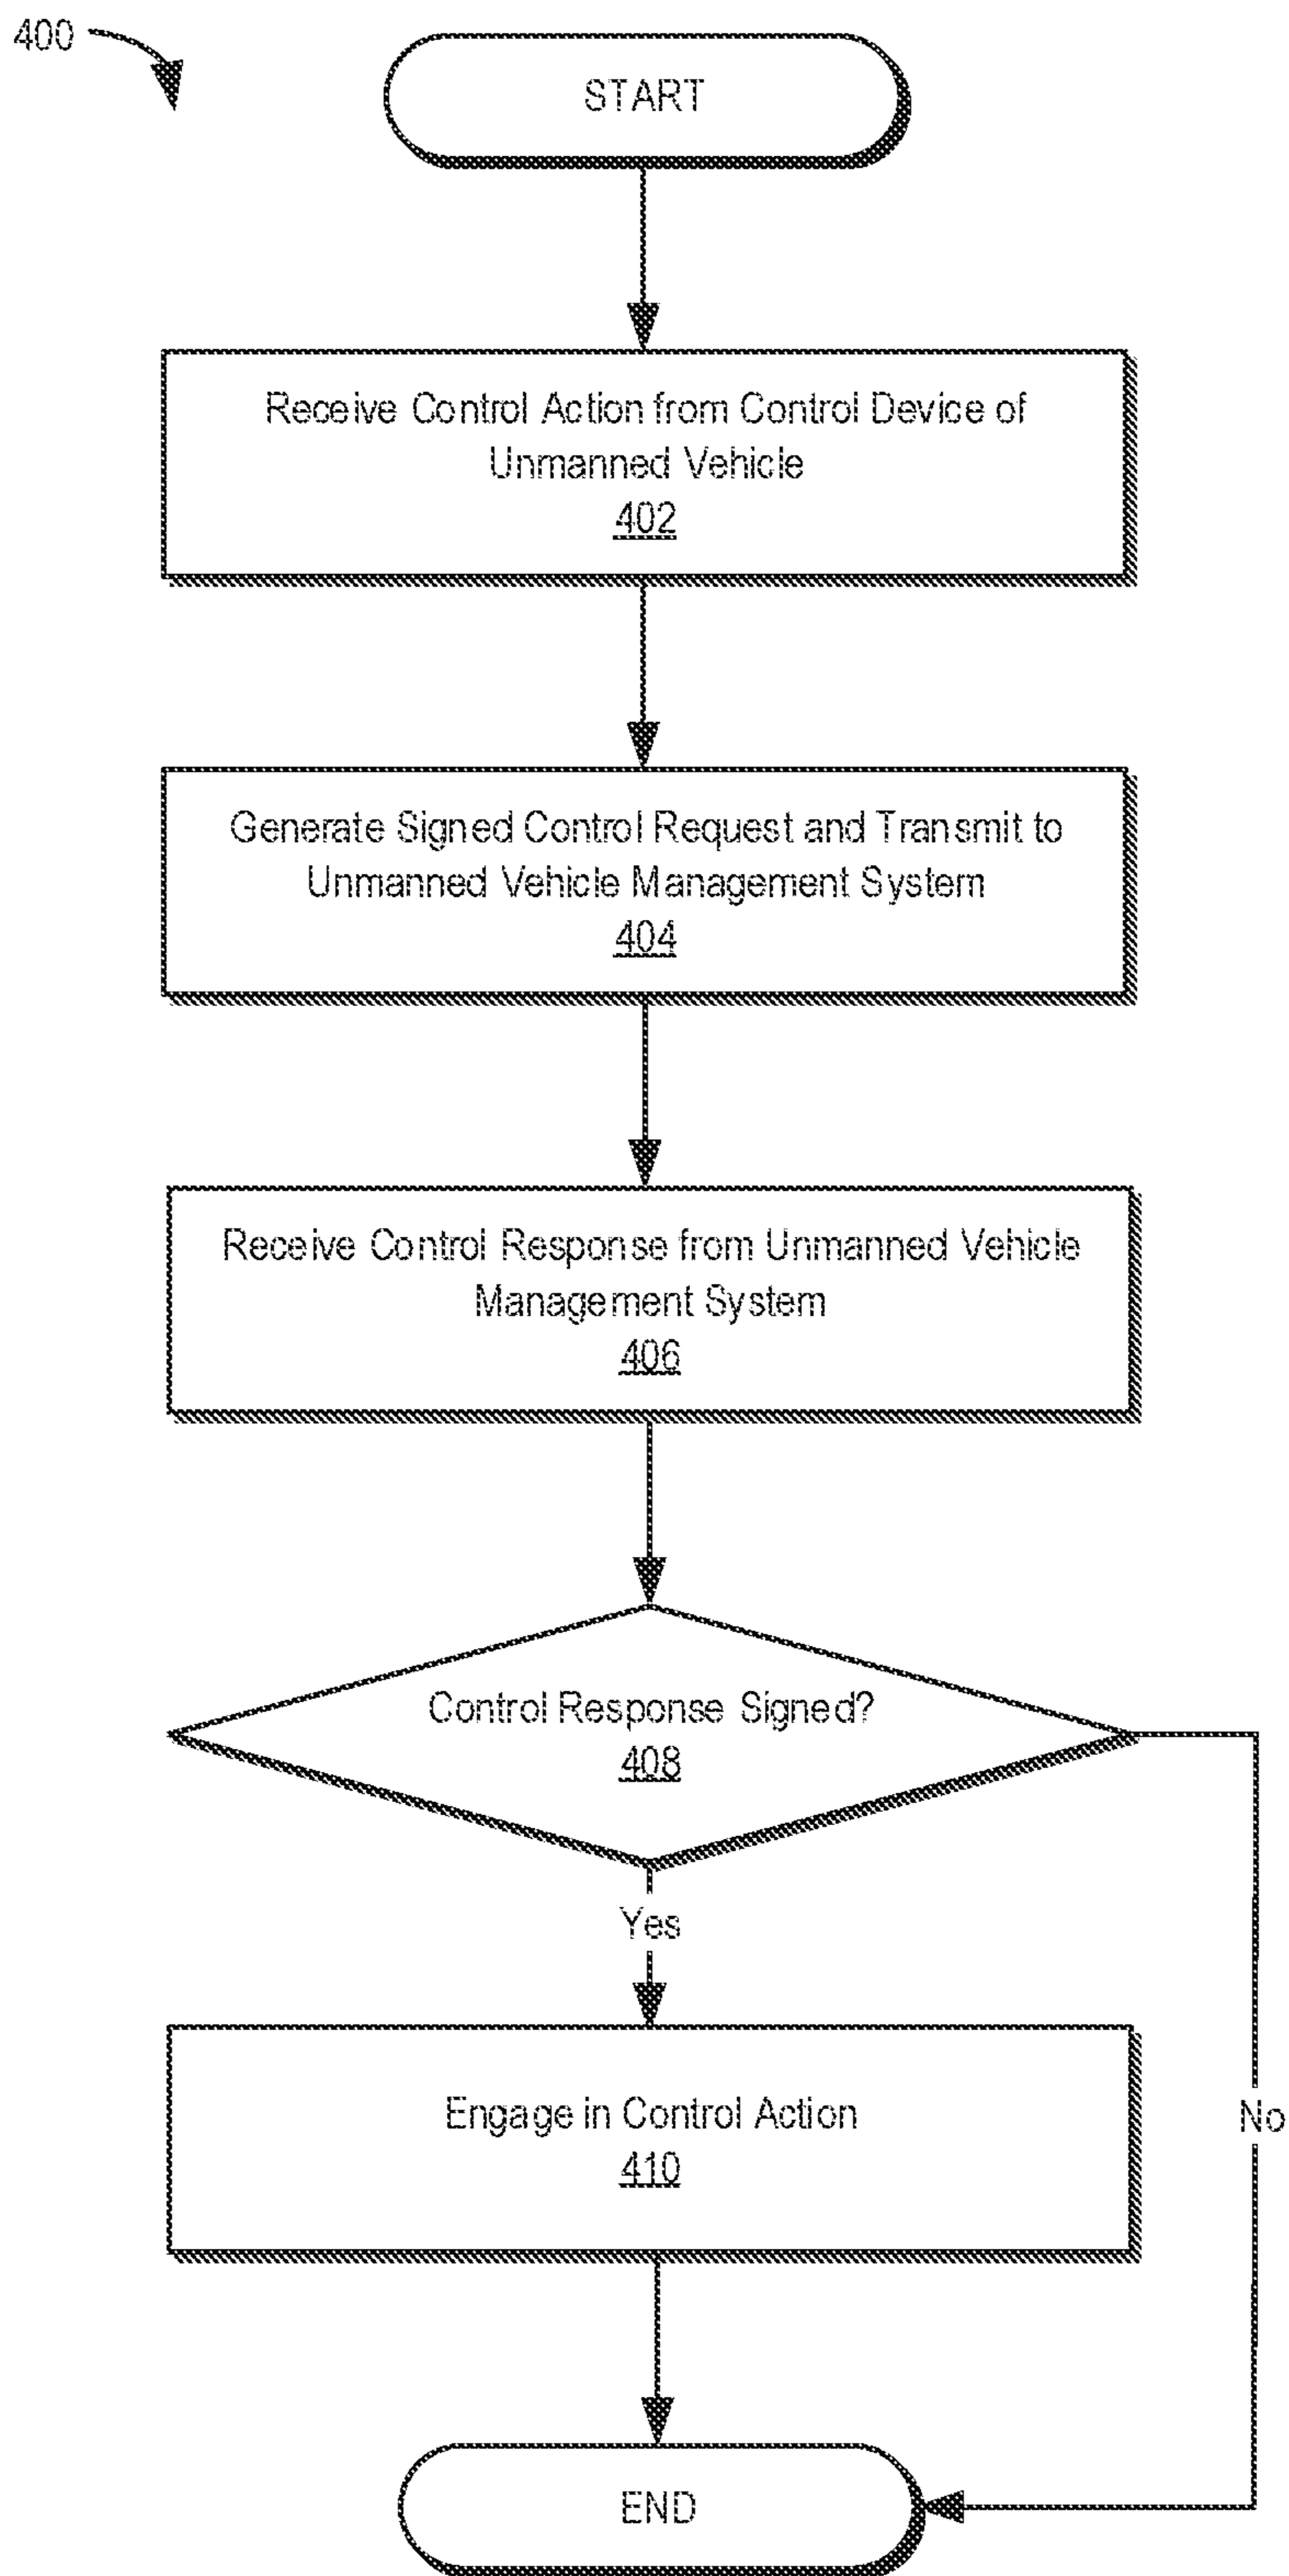 400
START
Receive Control Action from Control Device of
Unmanned Vehicle
402
Generate Signed Control Request and Transmit to
Unmanned Vehicle Management System
404
Receive Control Response from Unmanned Vehicle
Management System
406
Control Response Signed?
408
Yes
Engage in Control Action
410
No
END